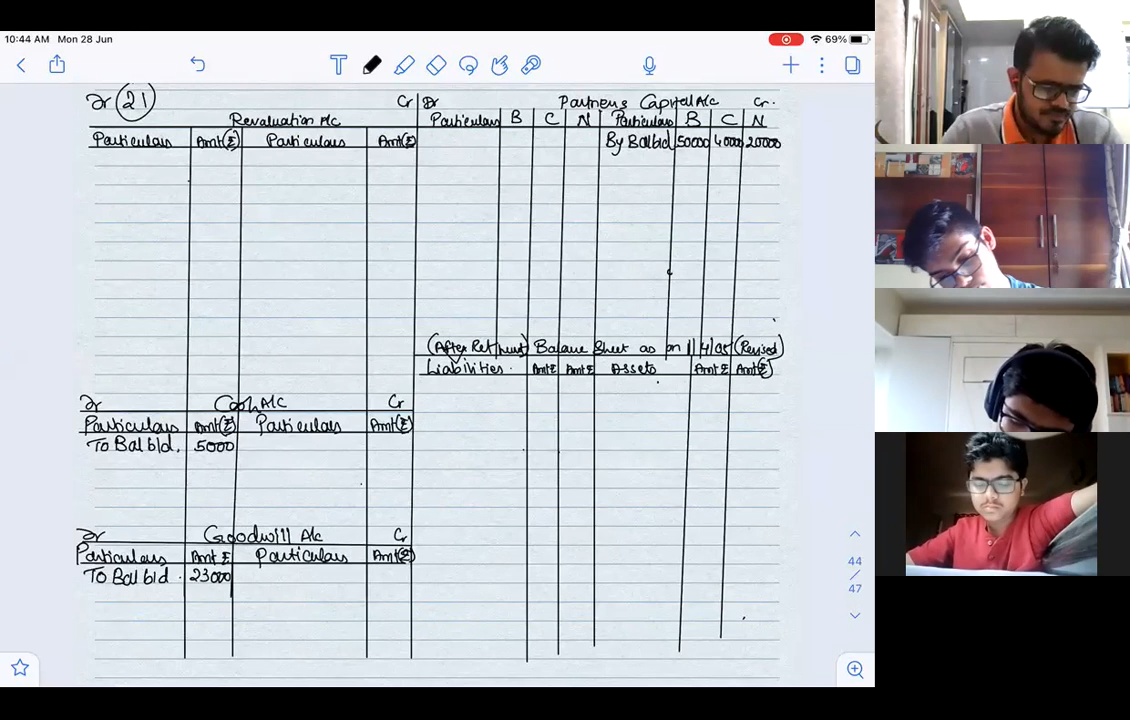 10:44 AM Mon 28 Jun
69%
Dr (21) Cr
Revaluation A/c
Particulars Amt(₹) Particulars Amt(₹)
Dr Partners Capital A/c Cr.
Particulars B C N Particulars B C N
By Bal b/d 50000 40000 20000
(After Ret/ment) Balance Sheet as on 1/4/05 (Revised)
Liabilities. Amt ₹ Amt ₹ Assets Amt ₹ Amt(₹)
Dr Cash A/c Cr
Particulars Amt(₹) Particulars Amt(₹)
To Bal b/d. 5000
Dr Goodwill A/c Cr
Particulars Amt ₹ Particulars Amt(₹)
To Bal b/d. 23000
44
/
47